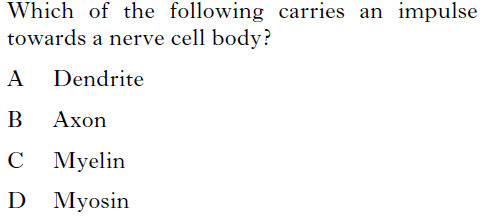 Which of the following carries an impulse
towards a nerve cell body?
A Dendrite
B Axon
C Myelin
D Myosin